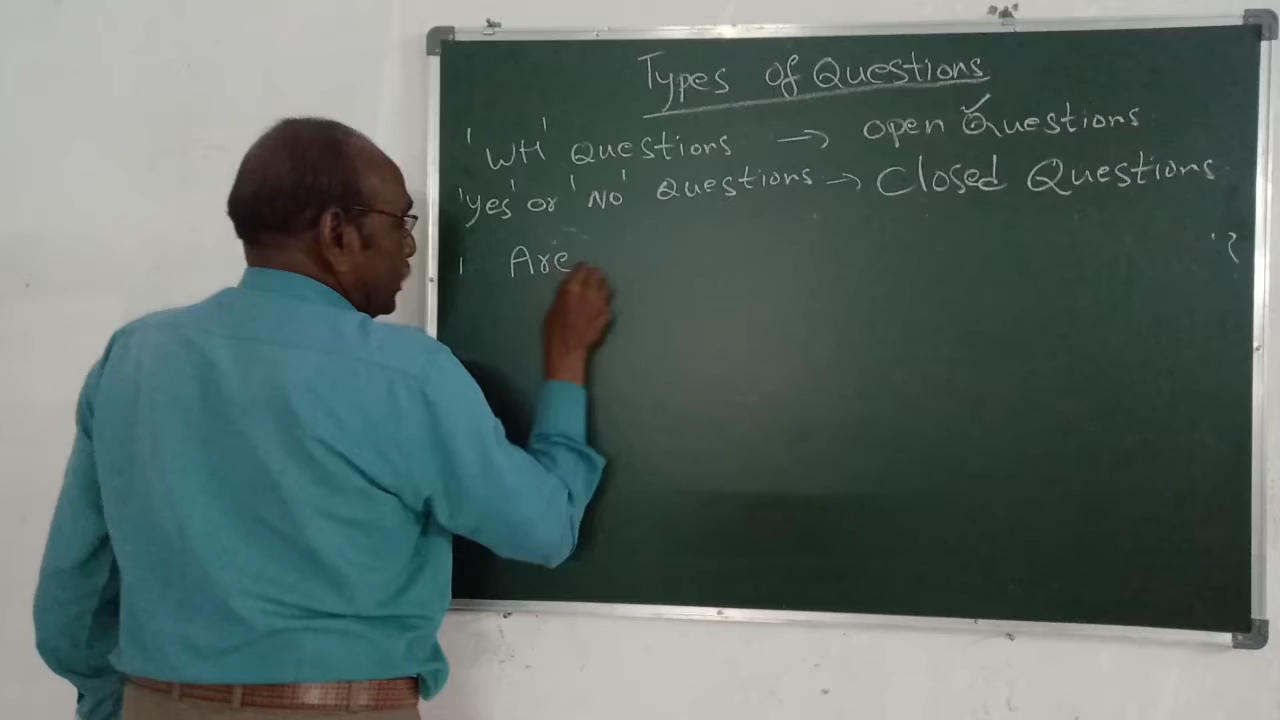 Types of Questions
'WH' Questions → open Questions
'Yes' or 'No' Questions → Closed Questions
' Are